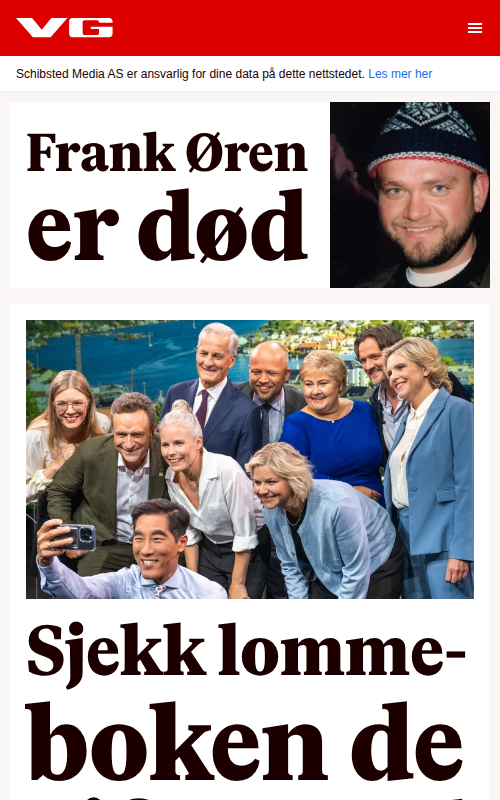 VG
Schibsted Media AS er ansvarlig for dine data på dette nettstedet. Les mer her
Frank Øren
er død
Sjekk lomme-
boken de